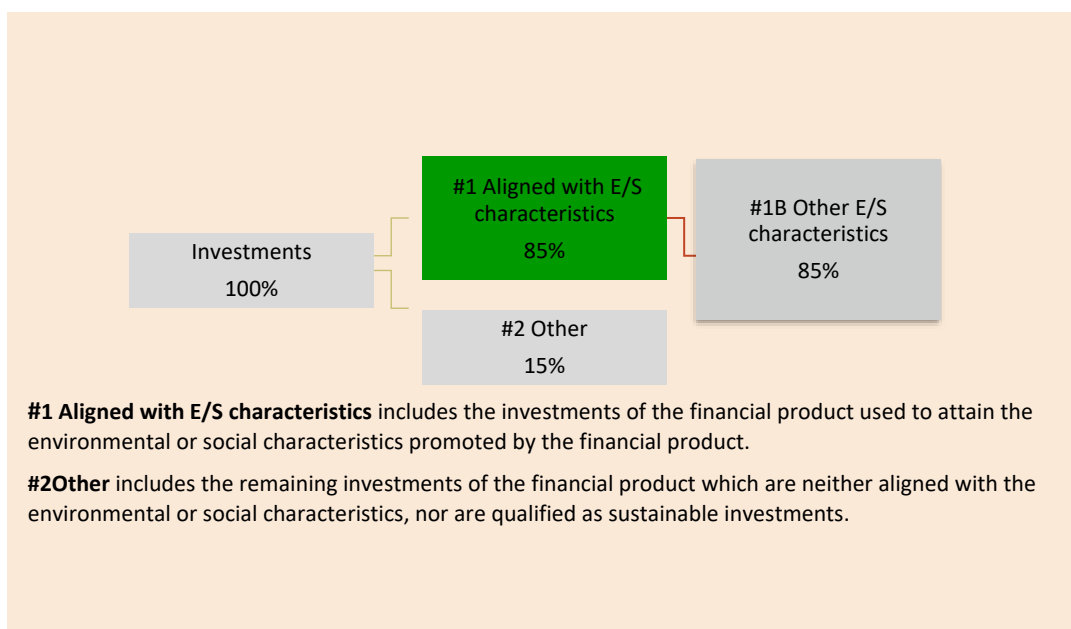 #1 Aligned with E/S
characteristics
85%
#1B Other E/S
characteristics
85%
Investments
100%
#2 Other
15%
#1 Aligned with E/S characteristics includes the investments of the financial product used to attain the
environmental or social characteristics promoted by the financial product.
#2Other includes the remaining investments of the financial product which are neither aligned with the
environmental or social characteristics, nor are qualified as sustainable investments.